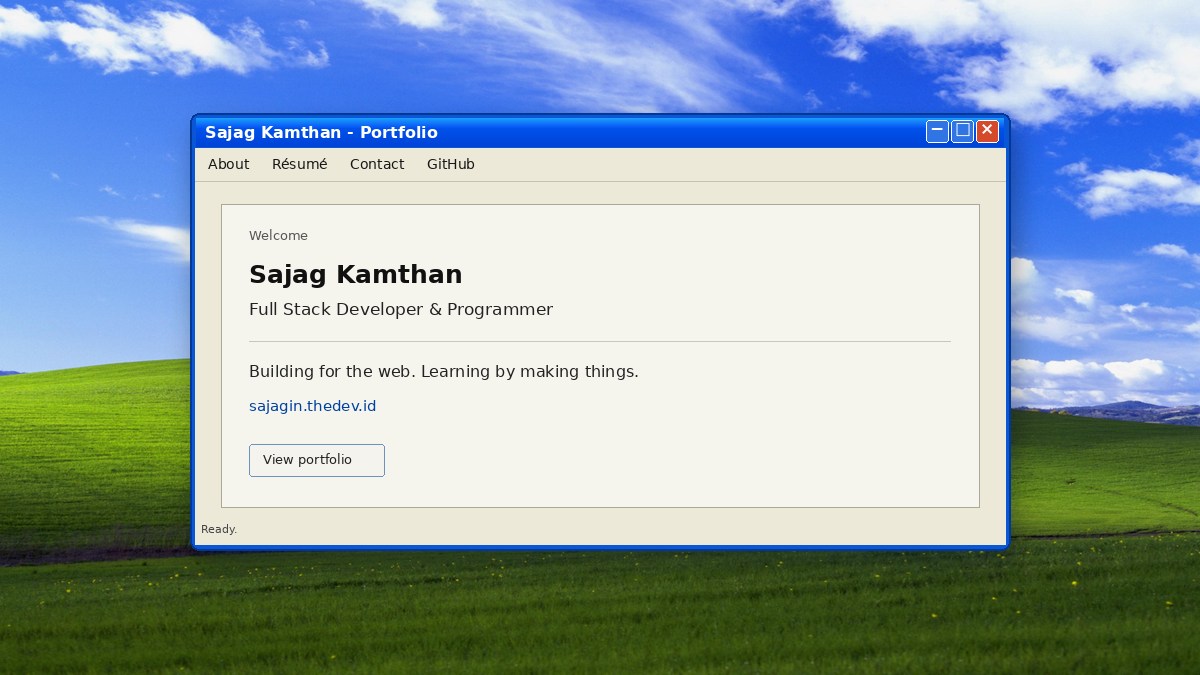 Sajag Kamthan - Portfolio
About Résumé Contact GitHub
Welcome
Sajag Kamthan
Full Stack Developer & Programmer
Building for the web. Learning by making things.
sajagin.thedev.id
View portfolio
Ready.